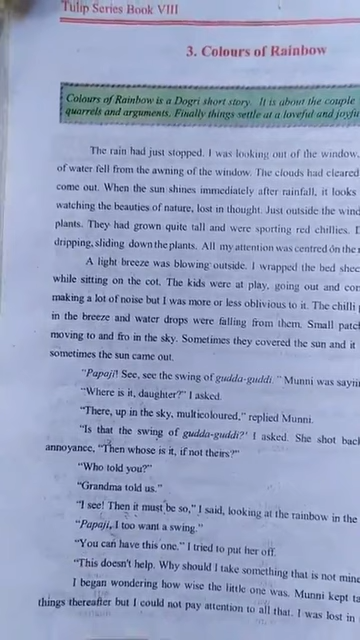 Tulip Series Book VIII
3. Colours of Rainbow
Colours of Rainbow is a Dogri short story. It is about the couple
quarrels and arguments. Finally things settle at a loveful and joyfu
The rain had just stopped. I was looking out of the window.
of water fell from the awning of the window. The clouds had cleared
come out. When the sun shines immediately after rainfall, it looks
watching the beauties of nature, lost in thought. Just outside the wind
plants. They had grown quite tall and were sporting red chillies.
dripping, sliding down the plants. All my attention was centred on the
A light breeze was blowing outside. I wrapped the bed shee
while sitting on the cot. The kids were at play, going out and con
making a lot of noise but I was more or less oblivious to it. The chilli
in the breeze and water drops were falling from them. Small patc
moving to and fro in the sky. Sometimes they covered the sun and it
sometimes the sun came out.
"Papaji! See, see the swing of gudda-guddi." Munni was sayin
"Where is it, daughter?" I asked.
"There, up in the sky, multicoloured," replied Munni.
"Is that the swing of gudda-guddi?' I asked. She shot back
annoyance, "Then whose is it, if not theirs?"
"Who told you?"
"Grandma told us."
"I see! Then it must be so," I said, looking at the rainbow in the
"Papaji, I too want a swing."
"You can have this one," I tried to put her off.
"This doesn't help. Why should I take something that is not mine
I began wondering how wise the little one was. Munni kept ta
things thereafter but I could not pay attention to all that. I was lost in